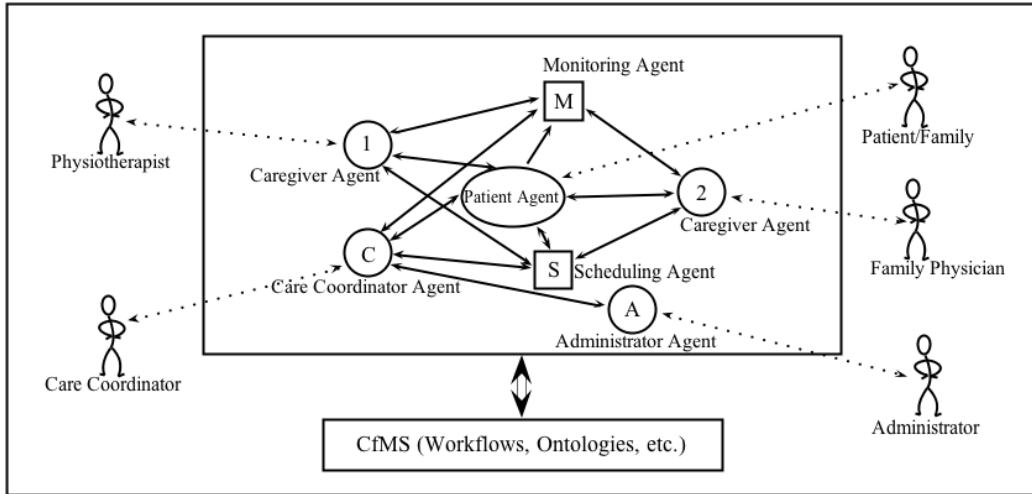 Monitoring Agent
M
Patient/Family
Physiotherapist
1
Caregiver Agent
Patient Agent
2
Caregiver Agent
Family Physician
C
Care Coordinator Agent
S
Scheduling Agent
A
Administrator Agent
Care Coordinator
Administrator
CfMS (Workflows, Ontologies, etc.)